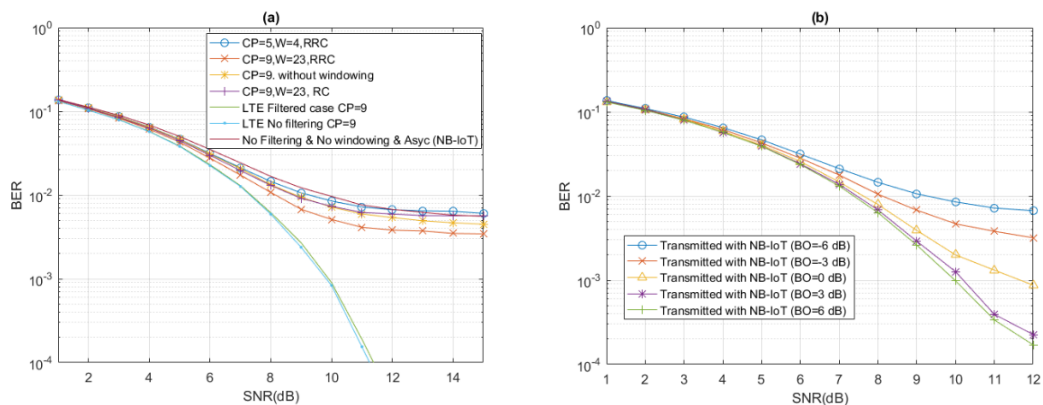 (a)
10^0
10^-1
10^-2
10^-3
10^-4
BER
2 4 6 8 10 12 14
SNR(dB)
CP=5,W=4,RRC
CP=9,W=23,RRC
CP=9. without windowing
CP=9,W=23, RC
LTE Filtered case CP=9
LTE No filtering CP=9
No Filtering & No windowing & Asyc (NB-IoT)
(b)
10^0
10^-1
10^-2
10^-3
10^-4
BER
1 2 3 4 5 6 7 8 9 10 11 12
SNR(dB)
Transmitted with NB-IoT (BO=-6 dB)
Transmitted with NB-IoT (BO=-3 dB)
Transmitted with NB-IoT (BO=0 dB)
Transmitted with NB-IoT (BO=3 dB)
Transmitted with NB-IoT (BO=6 dB)